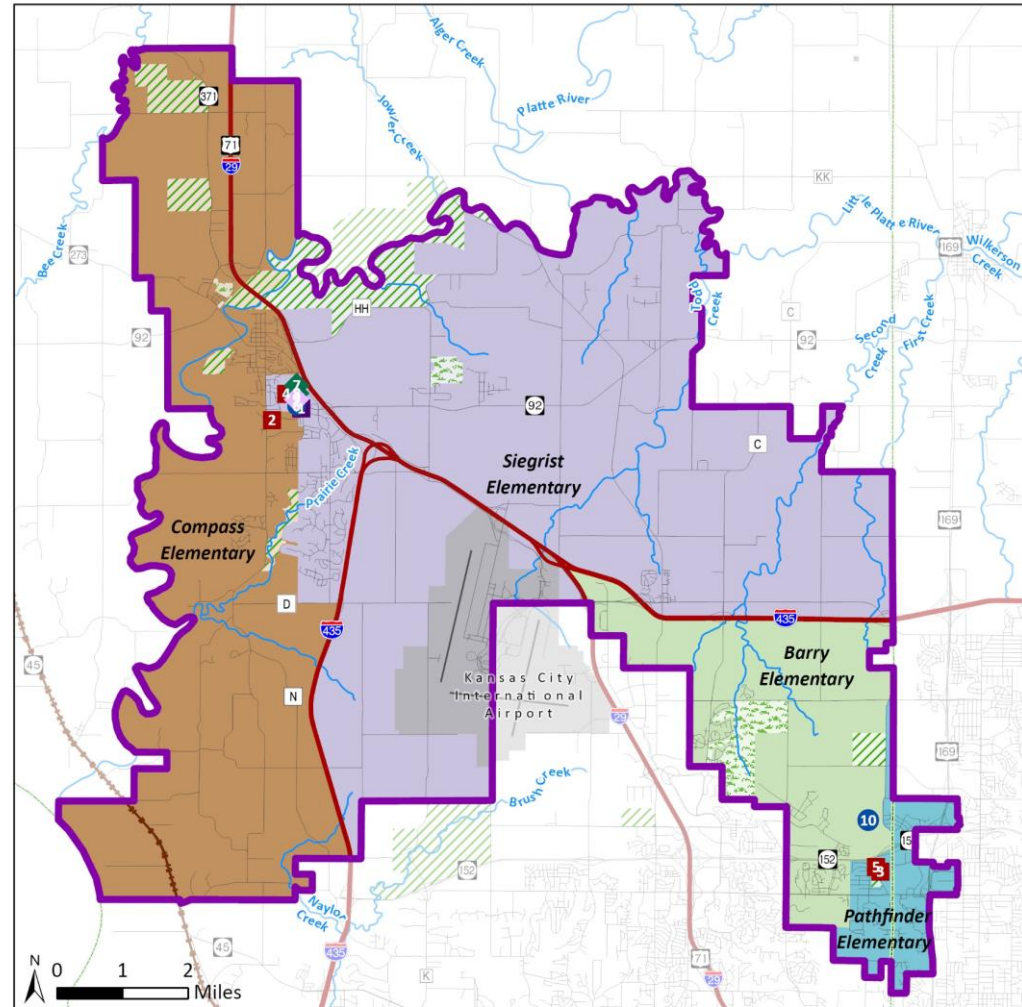 Alger Creek
Platte River
Jowler Creek
371
71
29
KK
Bee Creek
273
Little Platte River
Wilkerson
Creek
169
HH
Todd
Creek
C
92
92
Second
Creek
First Creek
7
4
1
2
92
C
Siegrist
Elementary
Prairie Creek
169
Compass
Elementary
D
435
435
45
Barry
Elementary
Kansas City
International
Airport
N
29
169
Brush Creek
10
152
15
152
5
3
Naylor
Creek
Pathfinder
Elementary
45
435
71
29
K
N
0 1 2
Miles